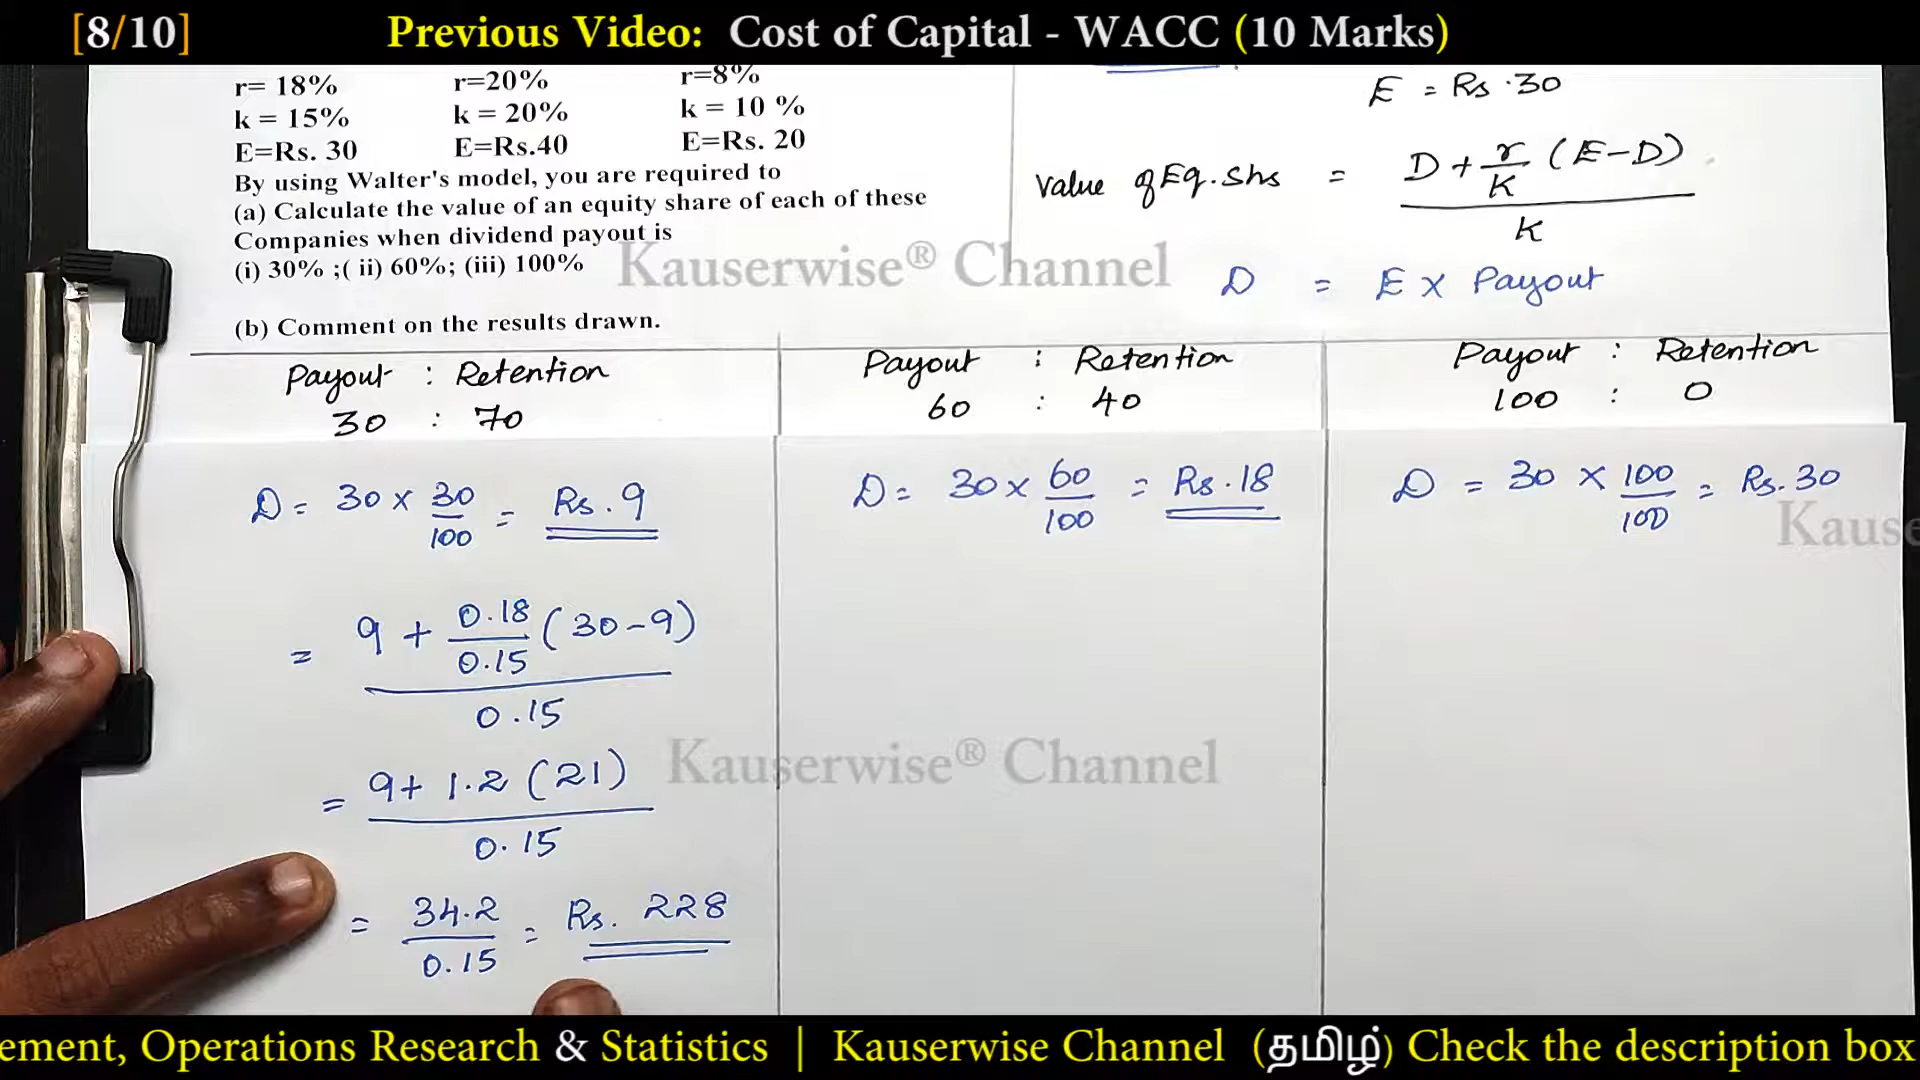 [8/10] Previous Video: Cost of Capital - WACC (10 Marks)
r= 18% r=20% r=8%
k = 15% k = 20% k = 10 %
E=Rs. 30 E=Rs.40 E=Rs. 20
By using Walter's model, you are required to
(a) Calculate the value of an equity share of each of these
Companies when dividend payout is
(i) 30% ;( ii) 60%; (iii) 100%
(b) Comment on the results drawn.
E = Rs.30
Value of Eq.Shs = D + r/K (E-D)
K
D = E X Payout
Kauserwise® Channel
Payout : Retention
30 : 70
D = 30 × 30/100 = Rs. 9
= 9 + 0.18/0.15 (30-9)
0.15
= 9+ 1.2 (21)
0.15
= 34.2/0.15 = Rs. 228
Payout : Retention
60 : 40
D = 30 × 60/100 = Rs.18
Payout : Retention
100 : 0
D = 30 × 100/100 = Rs.30
Kause
Kauserwise® Channel
ement, Operations Research & Statistics | Kauserwise Channel (தமிழ்) Check the description box